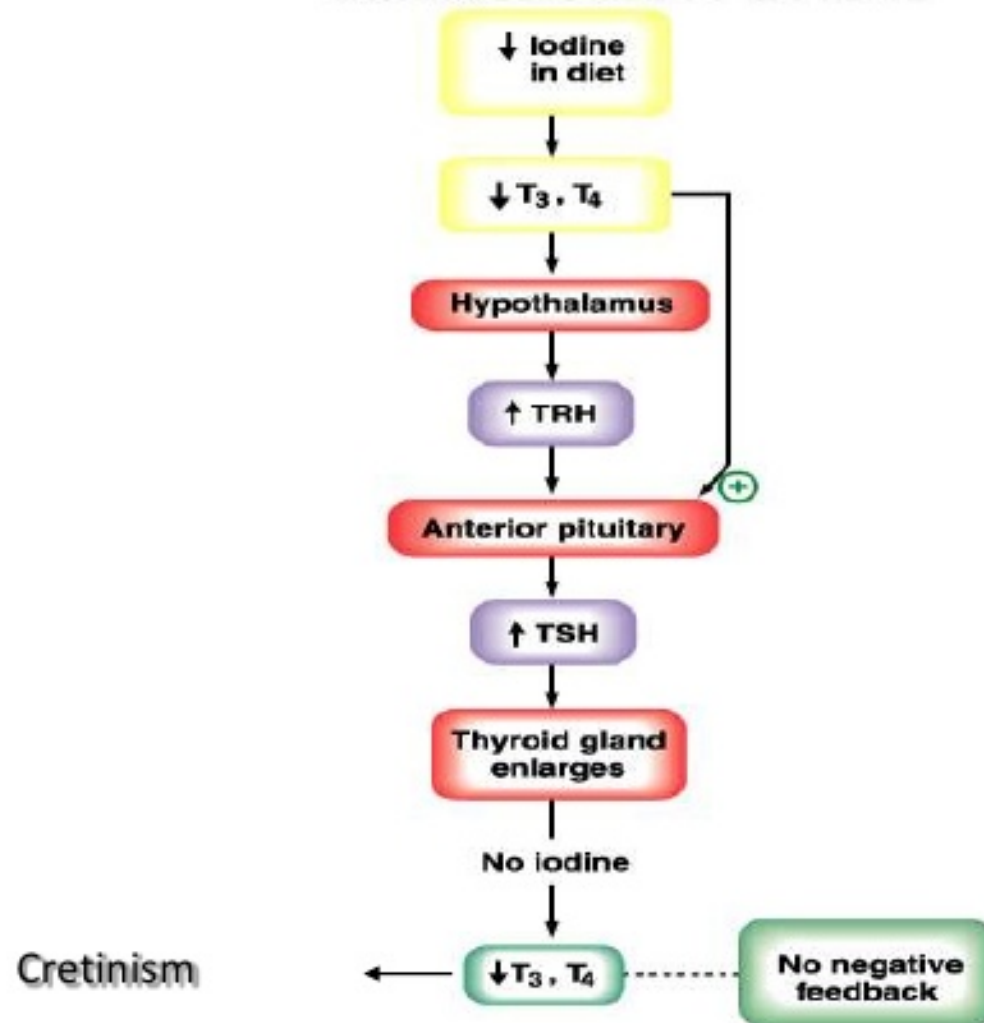 ↓ Iodine
in diet
↓ T₃, T₄
Hypothalamus
↑ TRH
+
Anterior pituitary
↑ TSH
Thyroid gland
enlarges
No iodine
Cretinism
↓ T₃, T₄
No negative
feedback